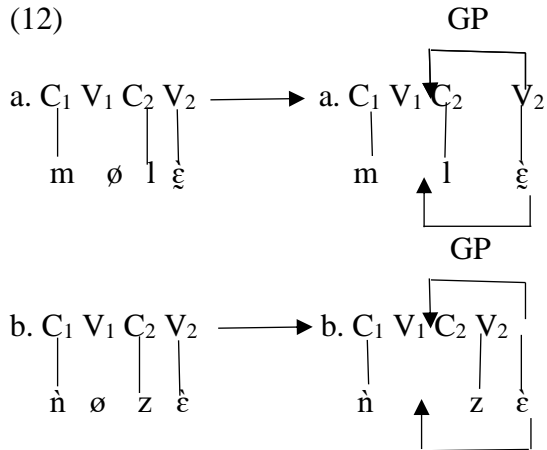 (12) GP
a. C₁ V₁ C₂ V₂ a. C₁ V₁ C₂ V₂
m ø l ɛ̰̀ m l ɛ̰̀
GP
b. C₁ V₁ C₂ V₂ b. C₁ V₁ C₂ V₂
ǹ ø z ɛ̀ ǹ z ɛ̀